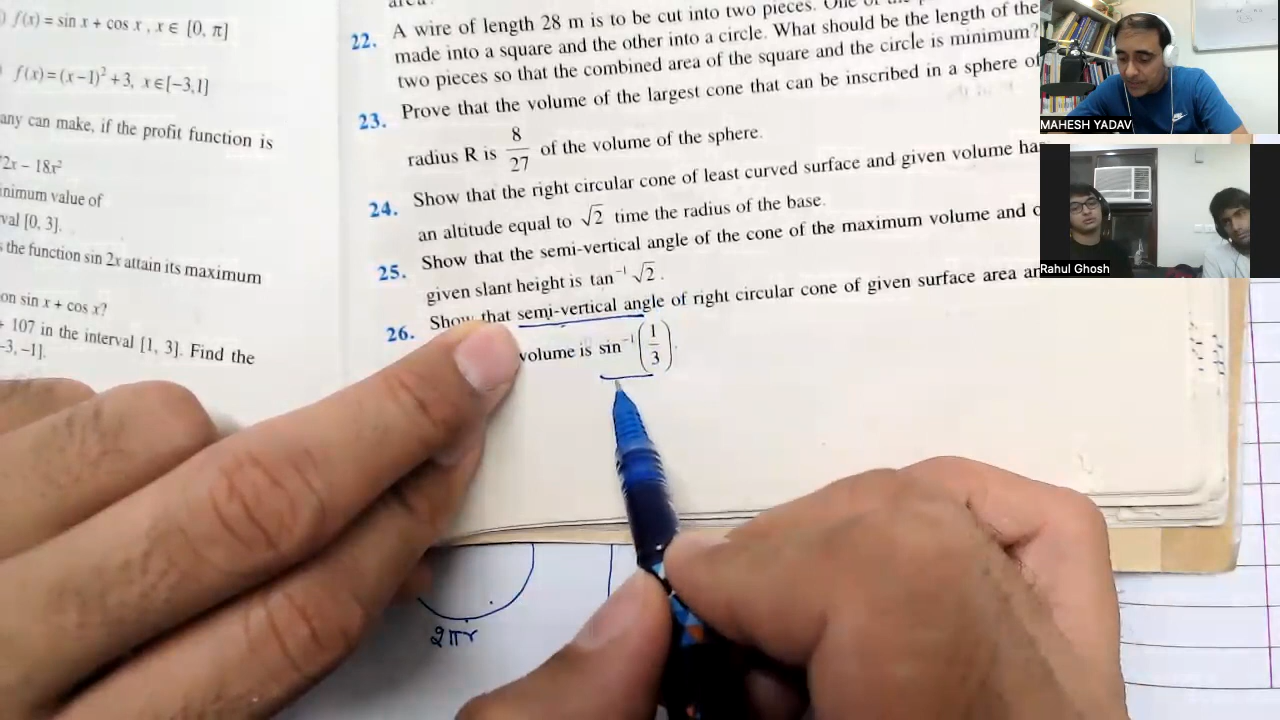 f(x) = sin x + cos x , x ∈ [0, π]
f(x) = (x−1)² + 3, x ∈ [−3,1]
any can make, if the profit function is
2x − 18x²
nimum value of
val [0, 3].
the function sin 2x attain its maximum
on sin x + cos x?
+ 107 in the interval [1, 3]. Find the
−3, −1].
22. A wire of length 28 m is to be cut into two pieces. One of the
made into a square and the other into a circle. What should be the length of the
two pieces so that the combined area of the square and the circle is minimum?
23. Prove that the volume of the largest cone that can be inscribed in a sphere of
radius R is 8/27 of the volume of the sphere.
24. Show that the right circular cone of least curved surface and given volume ha
an altitude equal to √2 time the radius of the base.
25. Show that the semi-vertical angle of the cone of the maximum volume and o
given slant height is tan⁻¹ √2 .
26. Show that semi-vertical angle of right circular cone of given surface area an
volume is sin⁻¹ (1/3) .
2πr
MAHESH YADAV
Rahul Ghosh